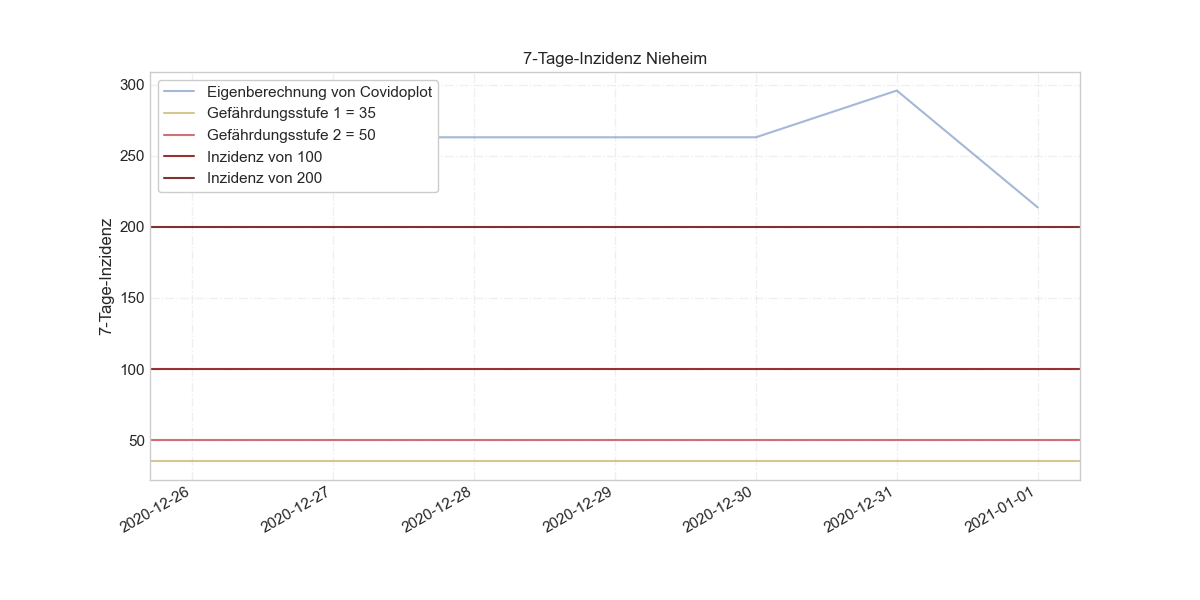 7-Tage-Inzidenz Nieheim
300
250
200
150
100
50
7-Tage-Inzidenz
Eigenberechnung von Covidoplot
Gefährdungsstufe 1 = 35
Gefährdungsstufe 2 = 50
Inzidenz von 100
Inzidenz von 200
2020-12-26
2020-12-27
2020-12-28
2020-12-29
2020-12-30
2020-12-31
2021-01-01